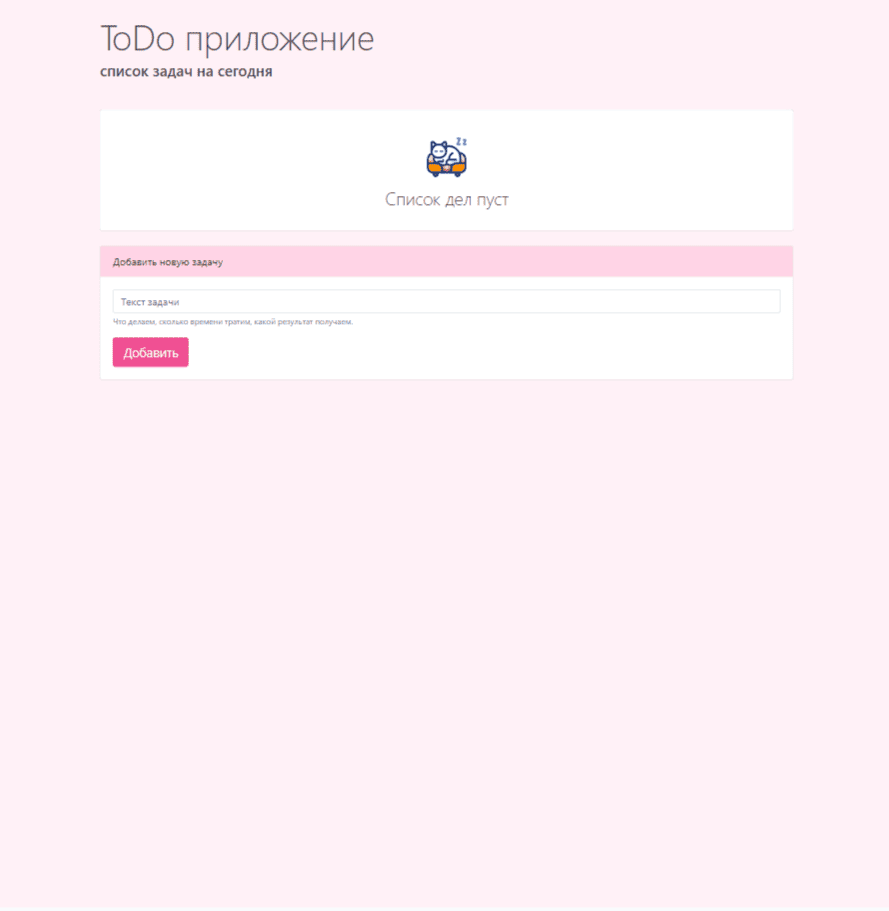 ToDo приложение
список задач на сегодня
Zz
Список дел пуст
Добавить новую задачу
Текст задачи
Что делаем, сколько времени тратим, какой результат получаем.
Добавить